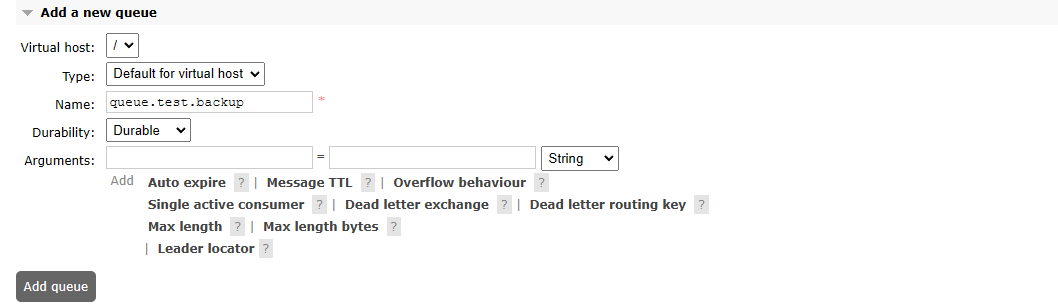 Add a new queue
Virtual host: /
Type: Default for virtual host
Name: queue.test.backup *
Durability: Durable
Arguments: = String
Add Auto expire ? | Message TTL ? | Overflow behaviour ?
Single active consumer ? | Dead letter exchange ? | Dead letter routing key ?
Max length ? | Max length bytes ?
| Leader locator ?
Add queue